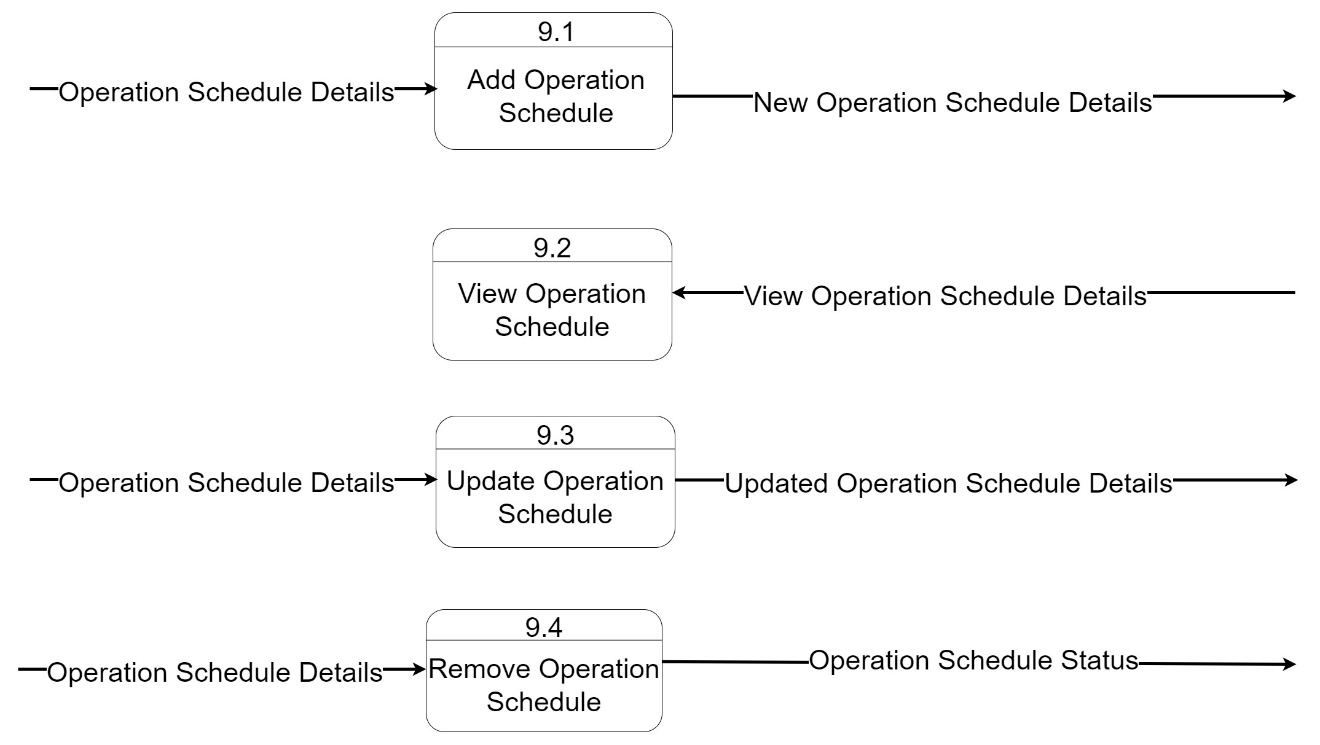 9.1
Operation Schedule Details
Add Operation
Schedule
New Operation Schedule Details
9.2
View Operation
Schedule
View Operation Schedule Details
9.3
Operation Schedule Details
Update Operation
Schedule
Updated Operation Schedule Details
9.4
Operation Schedule Details
Remove Operation
Schedule
Operation Schedule Status